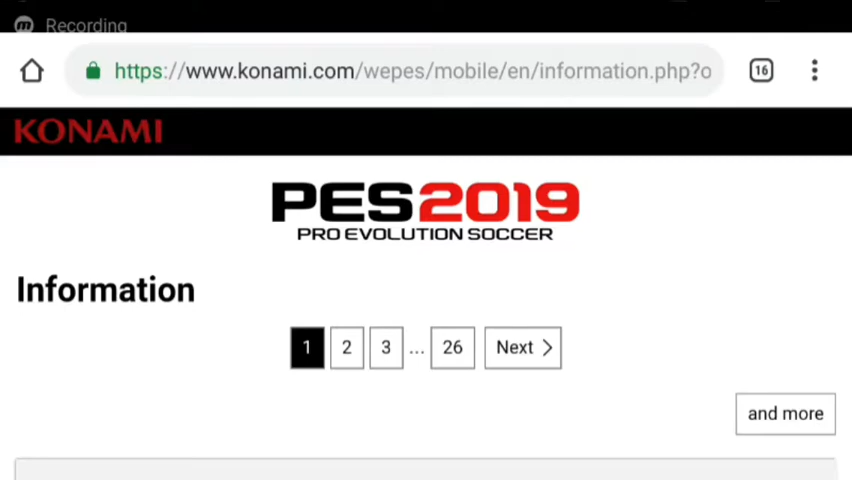 Recording
https://www.konami.com/wepes/mobile/en/information.php?o
16
KONAMI
PES2019
PRO EVOLUTION SOCCER
Information
1 2 3 ... 26 Next >
and more